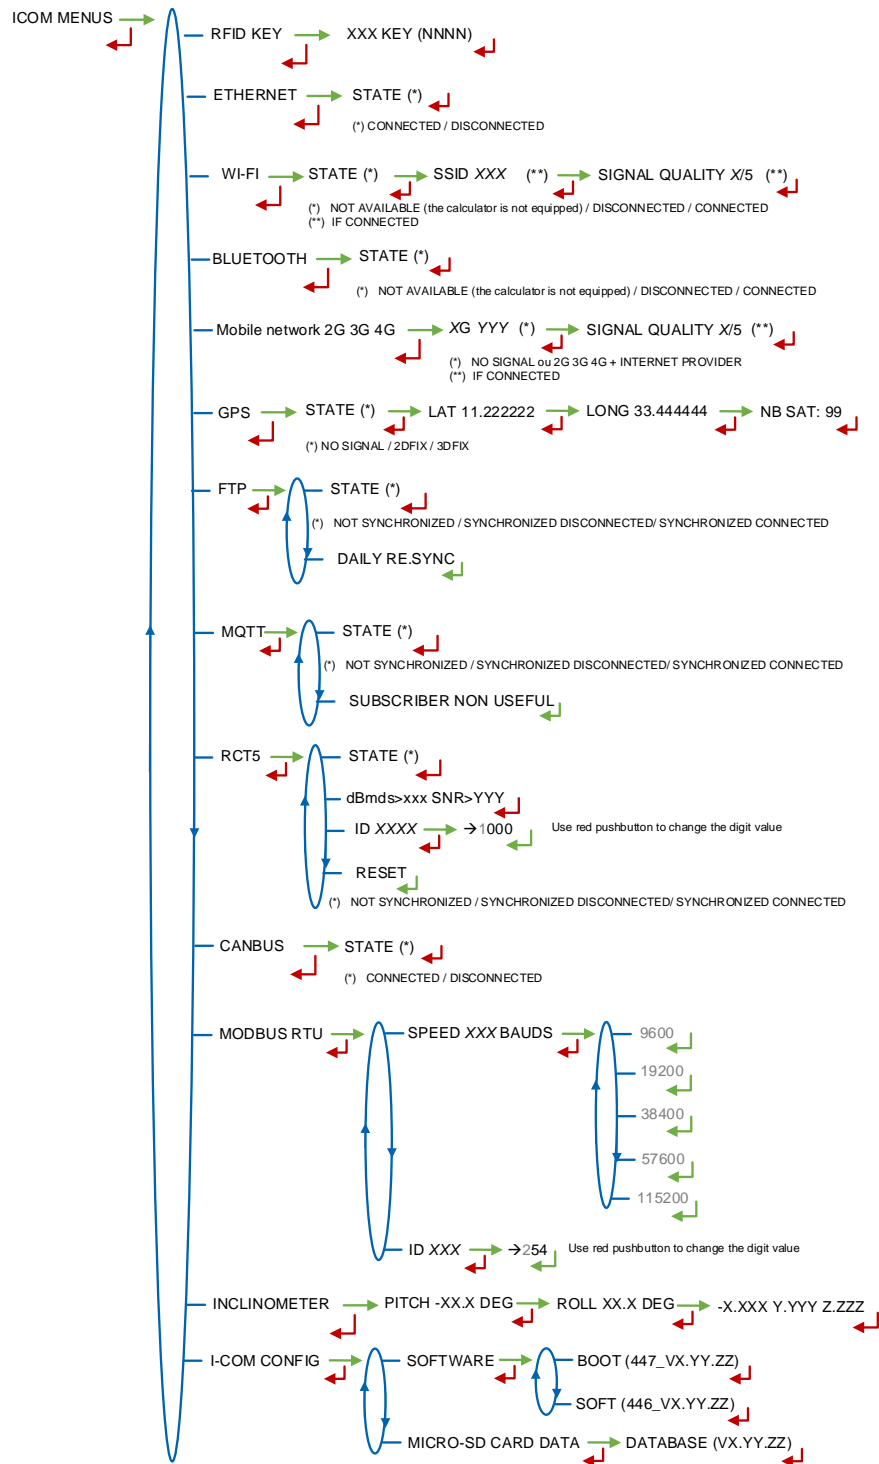 ICOM MENUS
RFID KEY XXX KEY (NNNN)
ETHERNET STATE (*)
(*) CONNECTED / DISCONNECTED
WI-FI STATE (*) SSID XXX (**) SIGNAL QUALITY X/5 (**)
(*) NOT AVAILABLE (the calculator is not equipped) / DISCONNECTED / CONNECTED
(**) IF CONNECTED
BLUETOOTH STATE (*)
(*) NOT AVAILABLE (the calculator is not equipped) / DISCONNECTED / CONNECTED
Mobile network 2G 3G 4G XG YYY (*) SIGNAL QUALITY X/5 (**)
(*) NO SIGNAL ou 2G 3G 4G + INTERNET PROVIDER
(**) IF CONNECTED
GPS STATE (*) LAT 11.222222 LONG 33.444444 NB SAT: 99
(*) NO SIGNAL / 2DFIX / 3DFIX
FTP STATE (*)
(*) NOT SYNCHRONIZED / SYNCHRONIZED DISCONNECTED/ SYNCHRONIZED CONNECTED
DAILY RE.SYNC
MQTT STATE (*)
(*) NOT SYNCHRONIZED / SYNCHRONIZED DISCONNECTED/ SYNCHRONIZED CONNECTED
SUBSCRIBER NON USEFUL
RCT5 STATE (*)
dBmds>xxx SNR>YYY
ID XXXX →1000 Use red pushbutton to change the digit value
RESET
(*) NOT SYNCHRONIZED / SYNCHRONIZED DISCONNECTED/ SYNCHRONIZED CONNECTED
CANBUS STATE (*)
(*) CONNECTED / DISCONNECTED
MODBUS RTU SPEED XXX BAUDS 9600
19200
38400
57600
115200
ID XXX →254 Use red pushbutton to change the digit value
INCLINOMETER PITCH -XX.X DEG ROLL XX.X DEG -X.XXX Y.YYY Z.ZZZ
I-COM CONFIG SOFTWARE BOOT (447_VX.YY.ZZ)
SOFT (446_VX.YY.ZZ)
MICRO-SD CARD DATA DATABASE (VX.YY.ZZ)